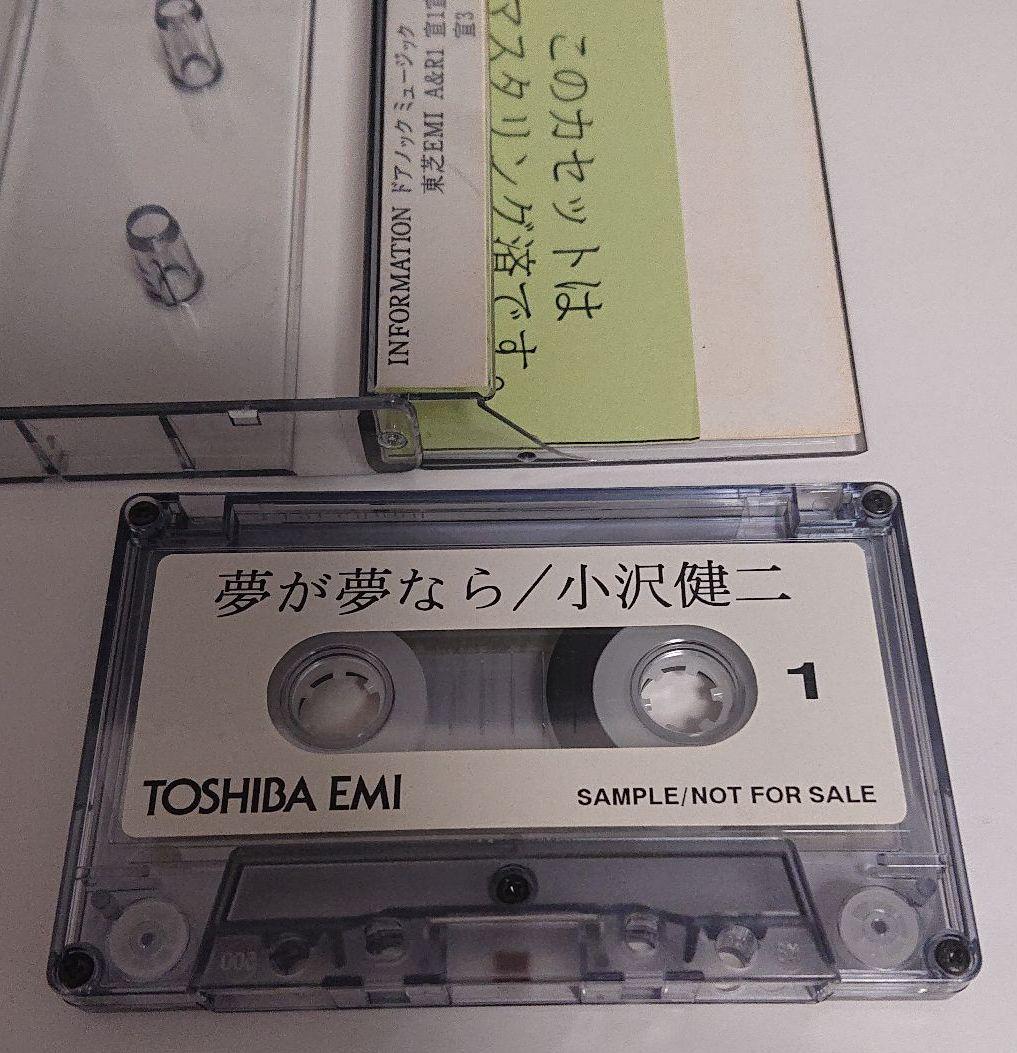 INFORMATION ドアノック ミュージック
東芝EMI A&R1 宣1
宣3
このカセットは
マスタリング済です。
夢が夢なら/小沢健二
1
TOSHIBA EMI
SAMPLE/NOT FOR SALE
003